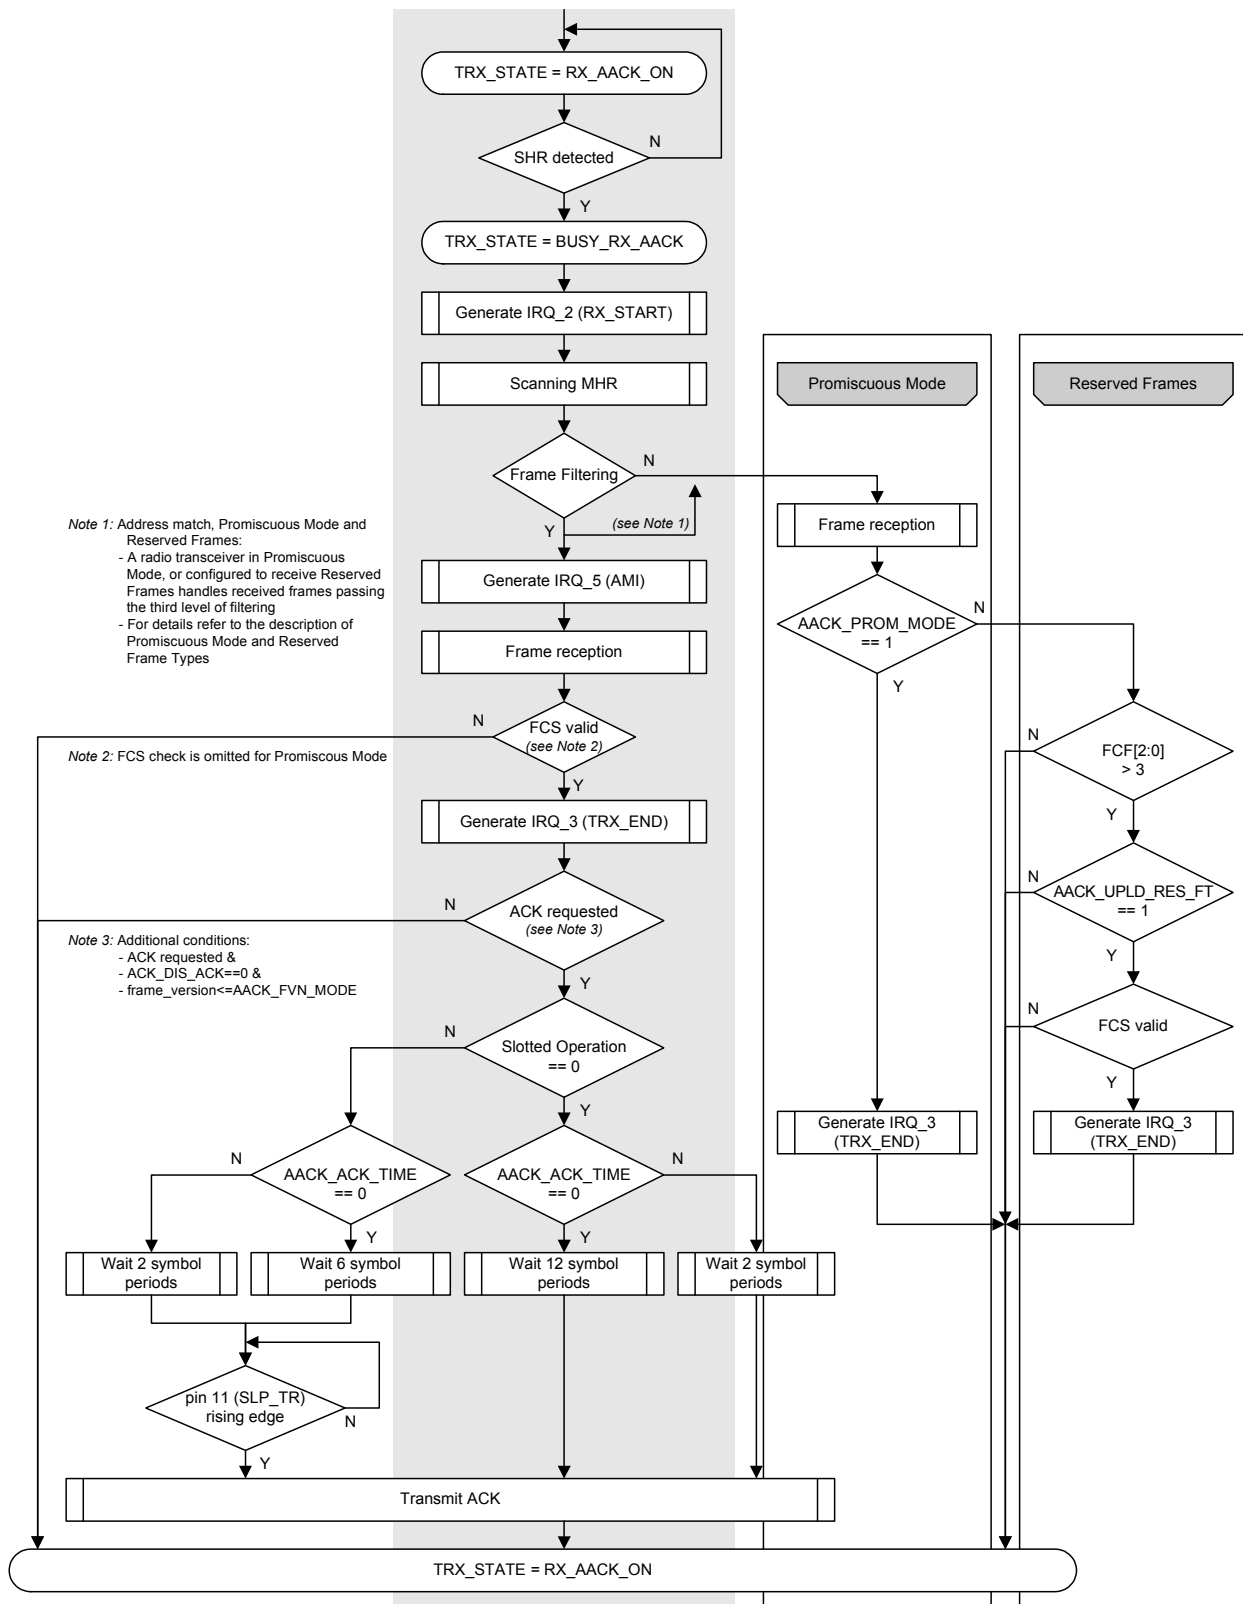 TRX_STATE = RX_AACK_ON
SHR detected
N
Y
TRX_STATE = BUSY_RX_AACK
Generate IRQ_2 (RX_START)
Scanning MHR
Promiscuous Mode
Reserved Frames
Frame Filtering
N
Y
(see Note 1)
Note 1: Address match, Promiscuous Mode and
Reserved Frames:
- A radio transceiver in Promiscuous
Mode, or configured to receive Reserved
Frames handles received frames passing
the third level of filtering
- For details refer to the description of
Promiscuous Mode and Reserved
Frame Types
Frame reception
Generate IRQ_5 (AMI)
AACK_PROM_MODE
== 1
N
Y
Frame reception
FCS valid
(see Note 2)
N
Y
Note 2: FCS check is omitted for Promiscous Mode
FCF[2:0]
> 3
N
Y
Generate IRQ_3 (TRX_END)
ACK requested
(see Note 3)
N
Y
AACK_UPLD_RES_FT
== 1
N
Y
Note 3: Additional conditions:
- ACK requested &
- ACK_DIS_ACK==0 &
- frame_version<=AACK_FVN_MODE
Slotted Operation
== 0
N
Y
FCS valid
N
Y
Generate IRQ_3
(TRX_END)
Generate IRQ_3
(TRX_END)
AACK_ACK_TIME
== 0
N
Y
AACK_ACK_TIME
== 0
N
Y
Wait 2 symbol
periods
Wait 6 symbol
periods
Wait 12 symbol
periods
Wait 2 symbol
periods
pin 11 (SLP_TR)
rising edge
N
Y
Transmit ACK
TRX_STATE = RX_AACK_ON